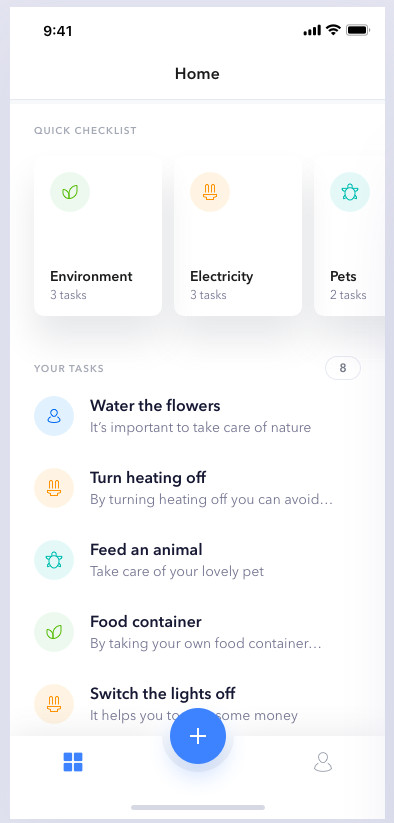 9:41
Home
QUICK CHECKLIST
Environment
3 tasks
Electricity
3 tasks
Pets
2 tasks
YOUR TASKS
8
Water the flowers
It's important to take care of nature
Turn heating off
By turning heating off you can avoid...
Feed an animal
Take care of your lovely pet
Food container
By taking your own food container...
Switch the lights off
It helps you to some money